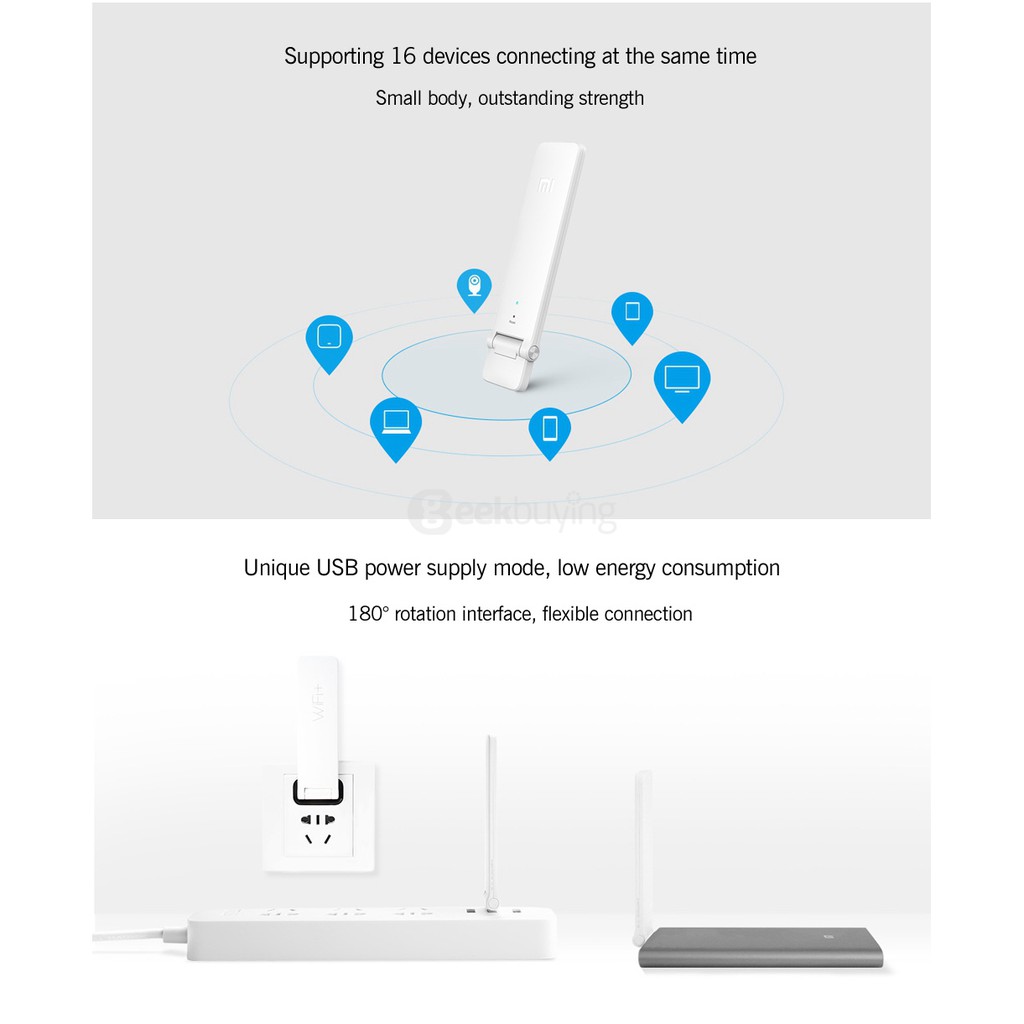 Supporting 16 devices connecting at the same time
Small body, outstanding strength
mi
geekbuying
Unique USB power supply mode, low energy consumption
180° rotation interface, flexible connection
WiFi+